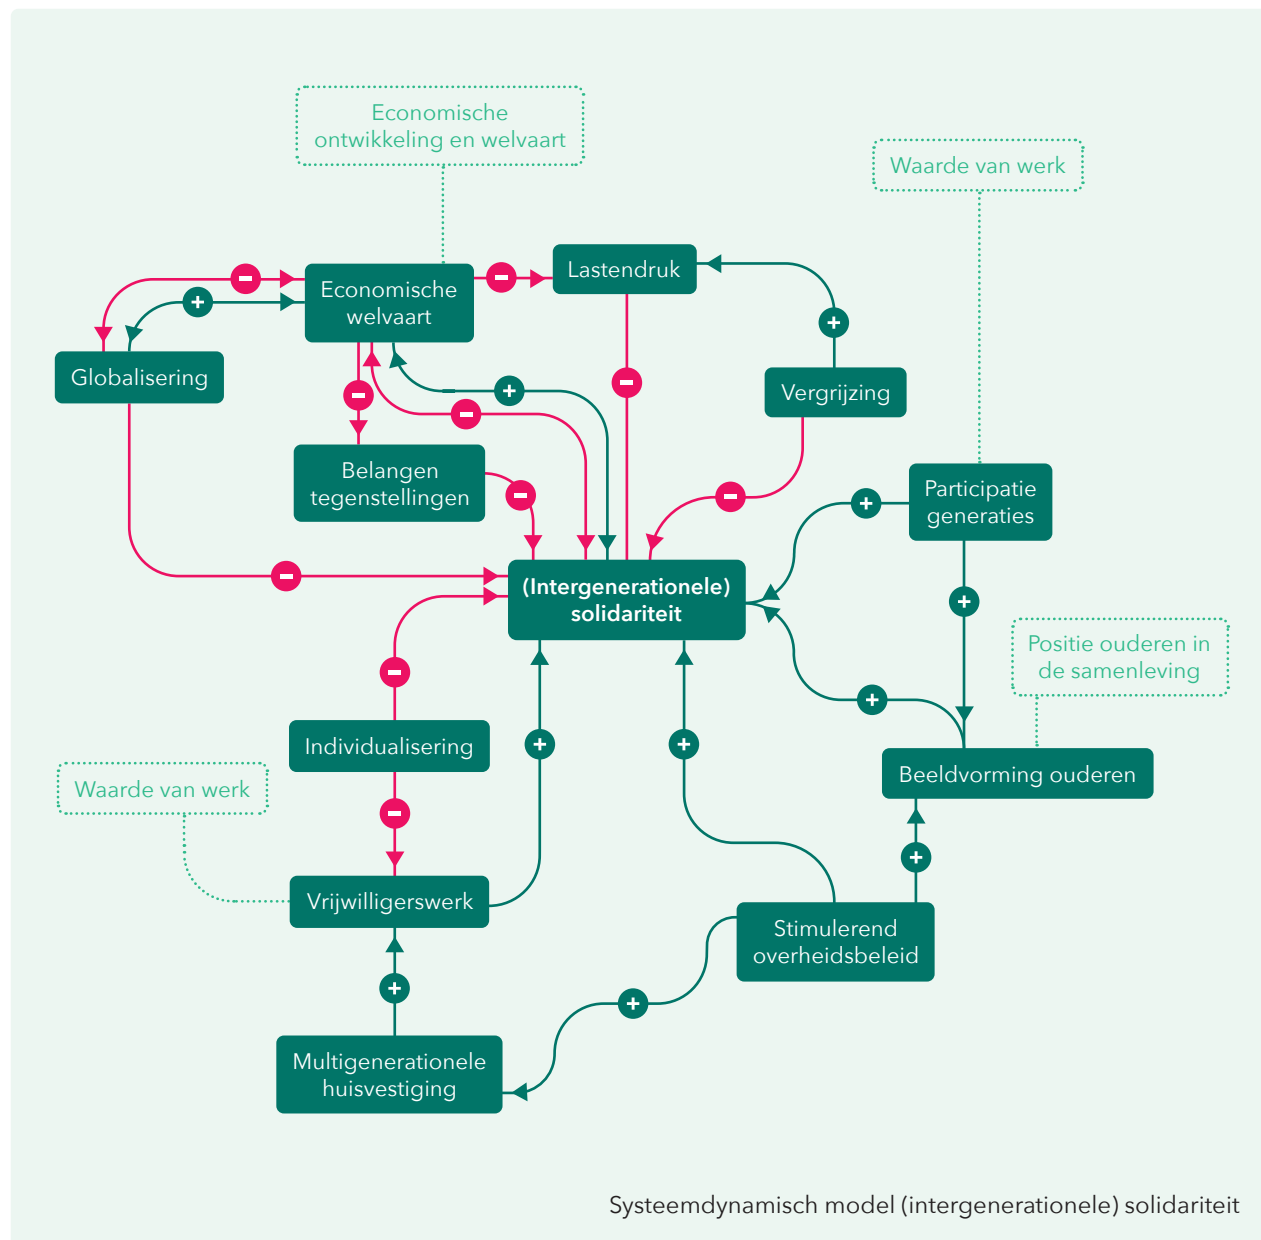 Economische
ontwikkeling en welvaart
Waarde van werk
Lastendruk
Economische
welvaart
Globalisering
Vergrijzing
Belangen
tegenstellingen
Participatie
generaties
(Intergenerationele)
solidariteit
Positie ouderen in
de samenleving
Individualisering
Beeldvorming ouderen
Waarde van werk
Vrijwilligerswerk
Stimulerend
overheidsbeleid
Multigenerationele
huisvestiging
Systeemdynamisch model (intergenerationele) solidariteit